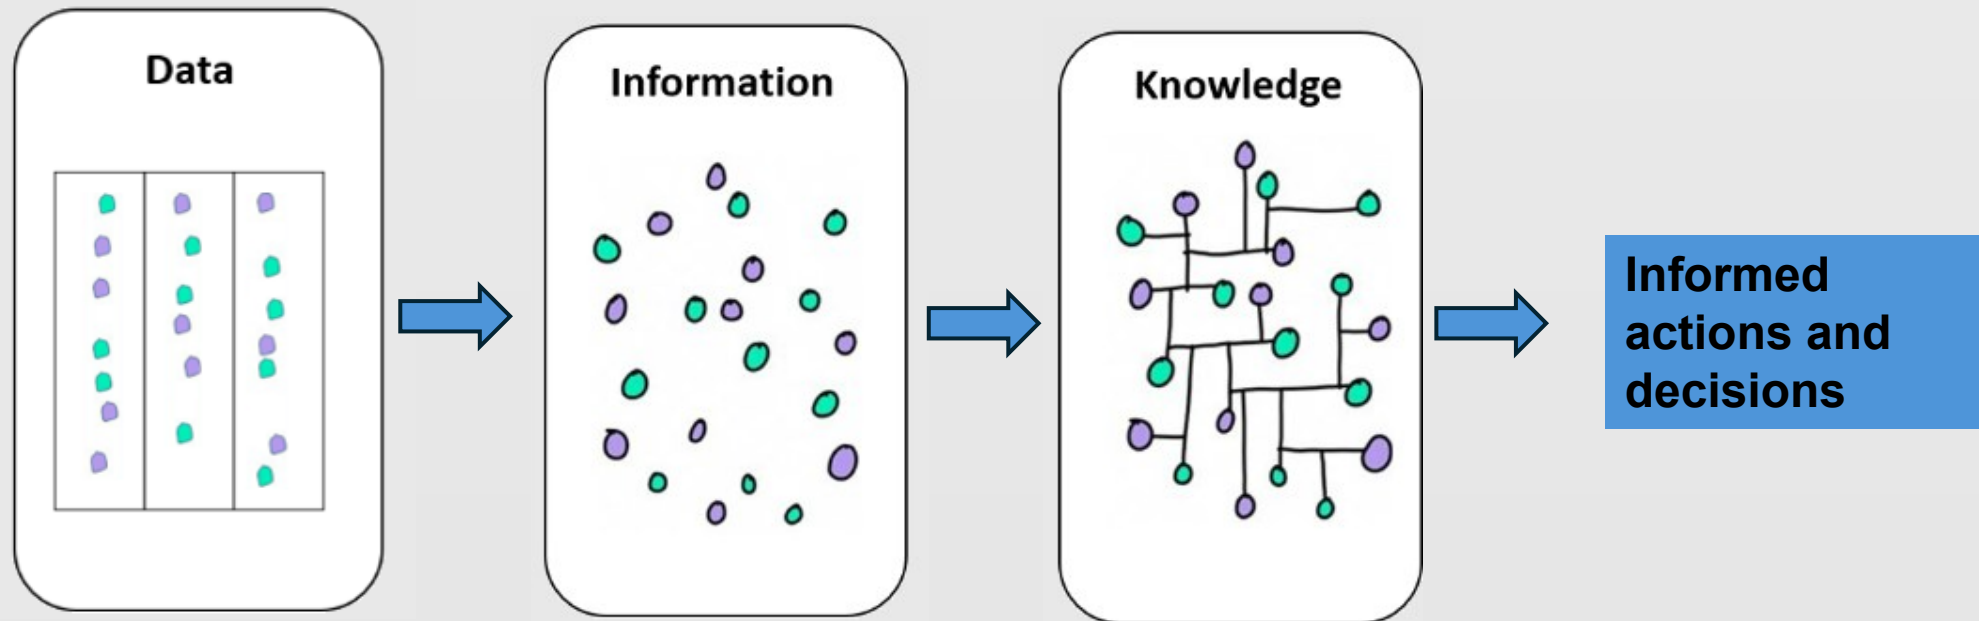 Data
Information
Knowledge
Informed
actions and
decisions